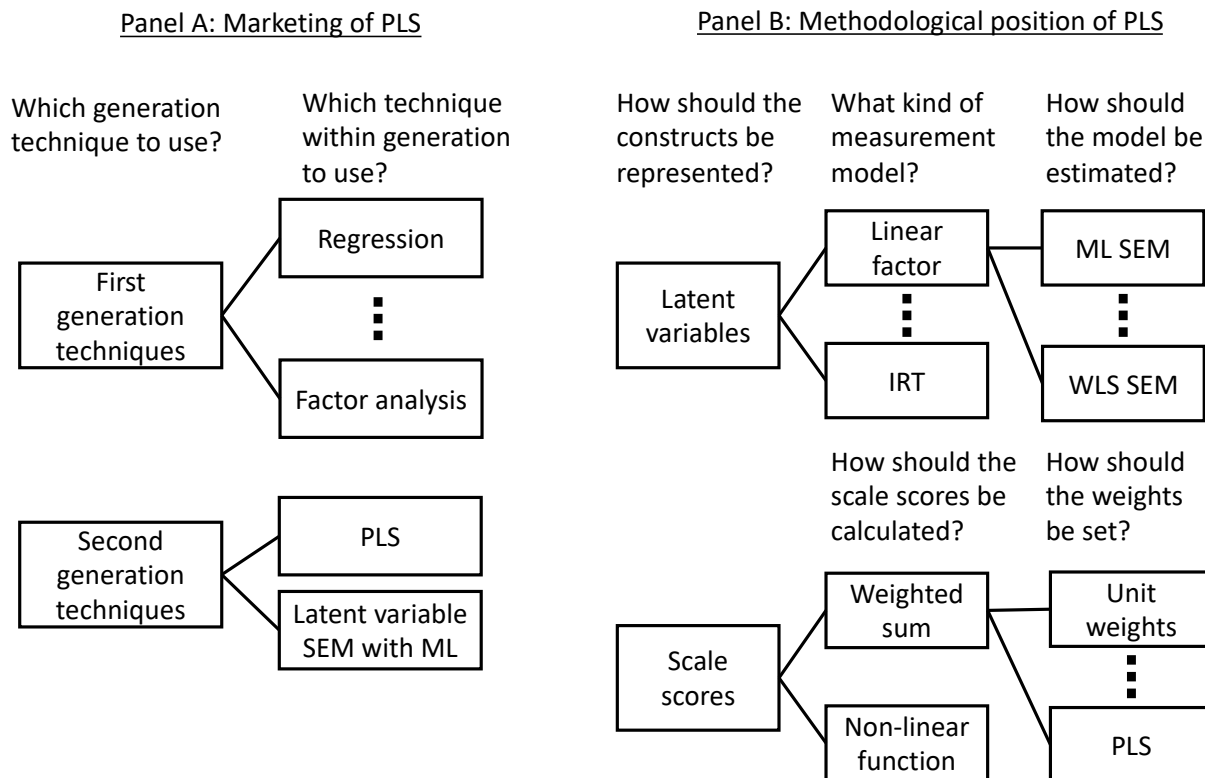 Panel A: Marketing of PLS
Which generation
technique to use?
Which technique
within generation
to use?
First
generation
techniques
Regression
Factor analysis
Second
generation
techniques
PLS
Latent variable
SEM with ML
Panel B: Methodological position of PLS
How should the
constructs be
represented?
What kind of
measurement
model?
How should
the model be
estimated?
Latent
variables
Linear
factor
IRT
ML SEM
WLS SEM
How should the
scale scores be
calculated?
How should
the weights
be set?
Scale
scores
Weighted
sum
Non-linear
function
Unit
weights
PLS